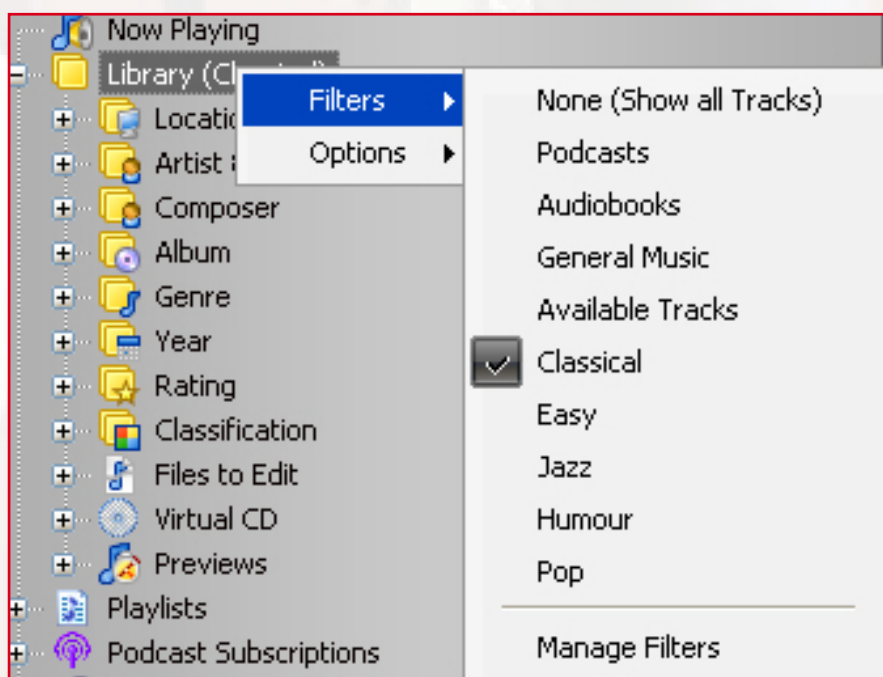 Now Playing
Library (Cl
Filters
Options
Locatio
Artist
Composer
Album
Genre
Year
Rating
Classification
Files to Edit
Virtual CD
Previews
Playlists
Podcast Subscriptions
None (Show all Tracks)
Podcasts
Audiobooks
General Music
Available Tracks
Classical
Easy
Jazz
Humour
Pop
Manage Filters